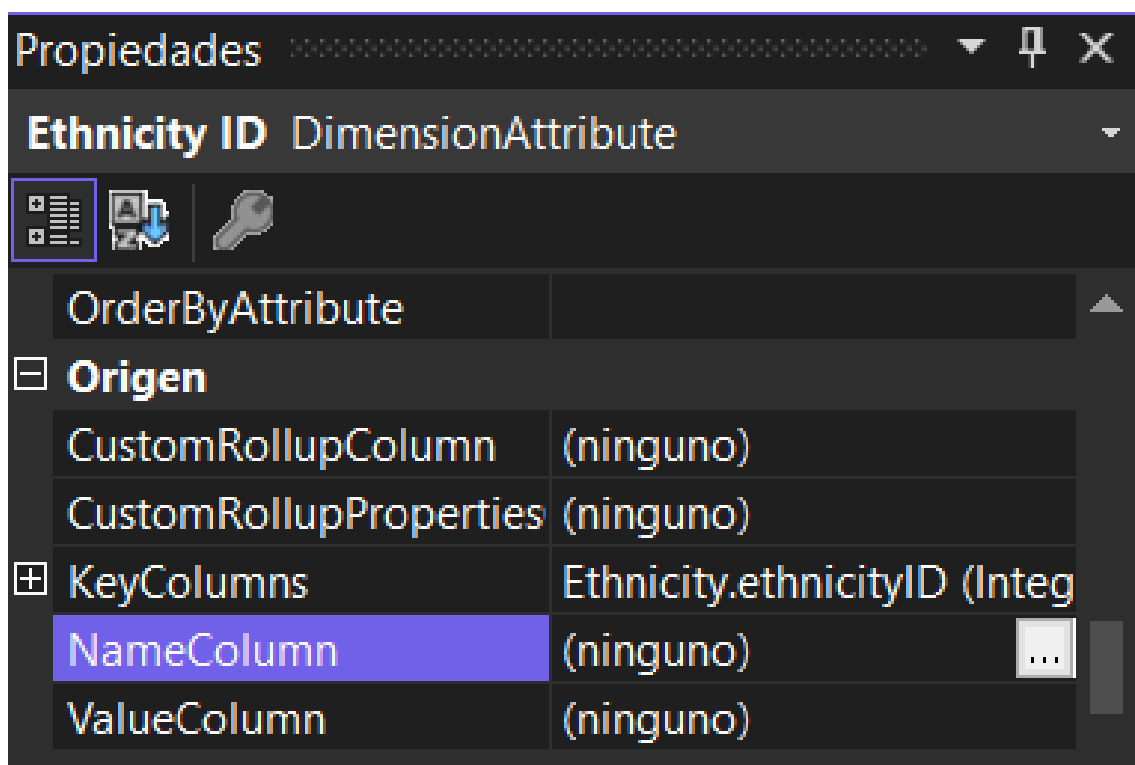 Propiedades
Ethnicity ID DimensionAttribute
OrderByAttribute
Origen
CustomRollupColumn (ninguno)
CustomRollupProperties (ninguno)
KeyColumns Ethnicity.ethnicityID (Integ
NameColumn (ninguno) ...
ValueColumn (ninguno)